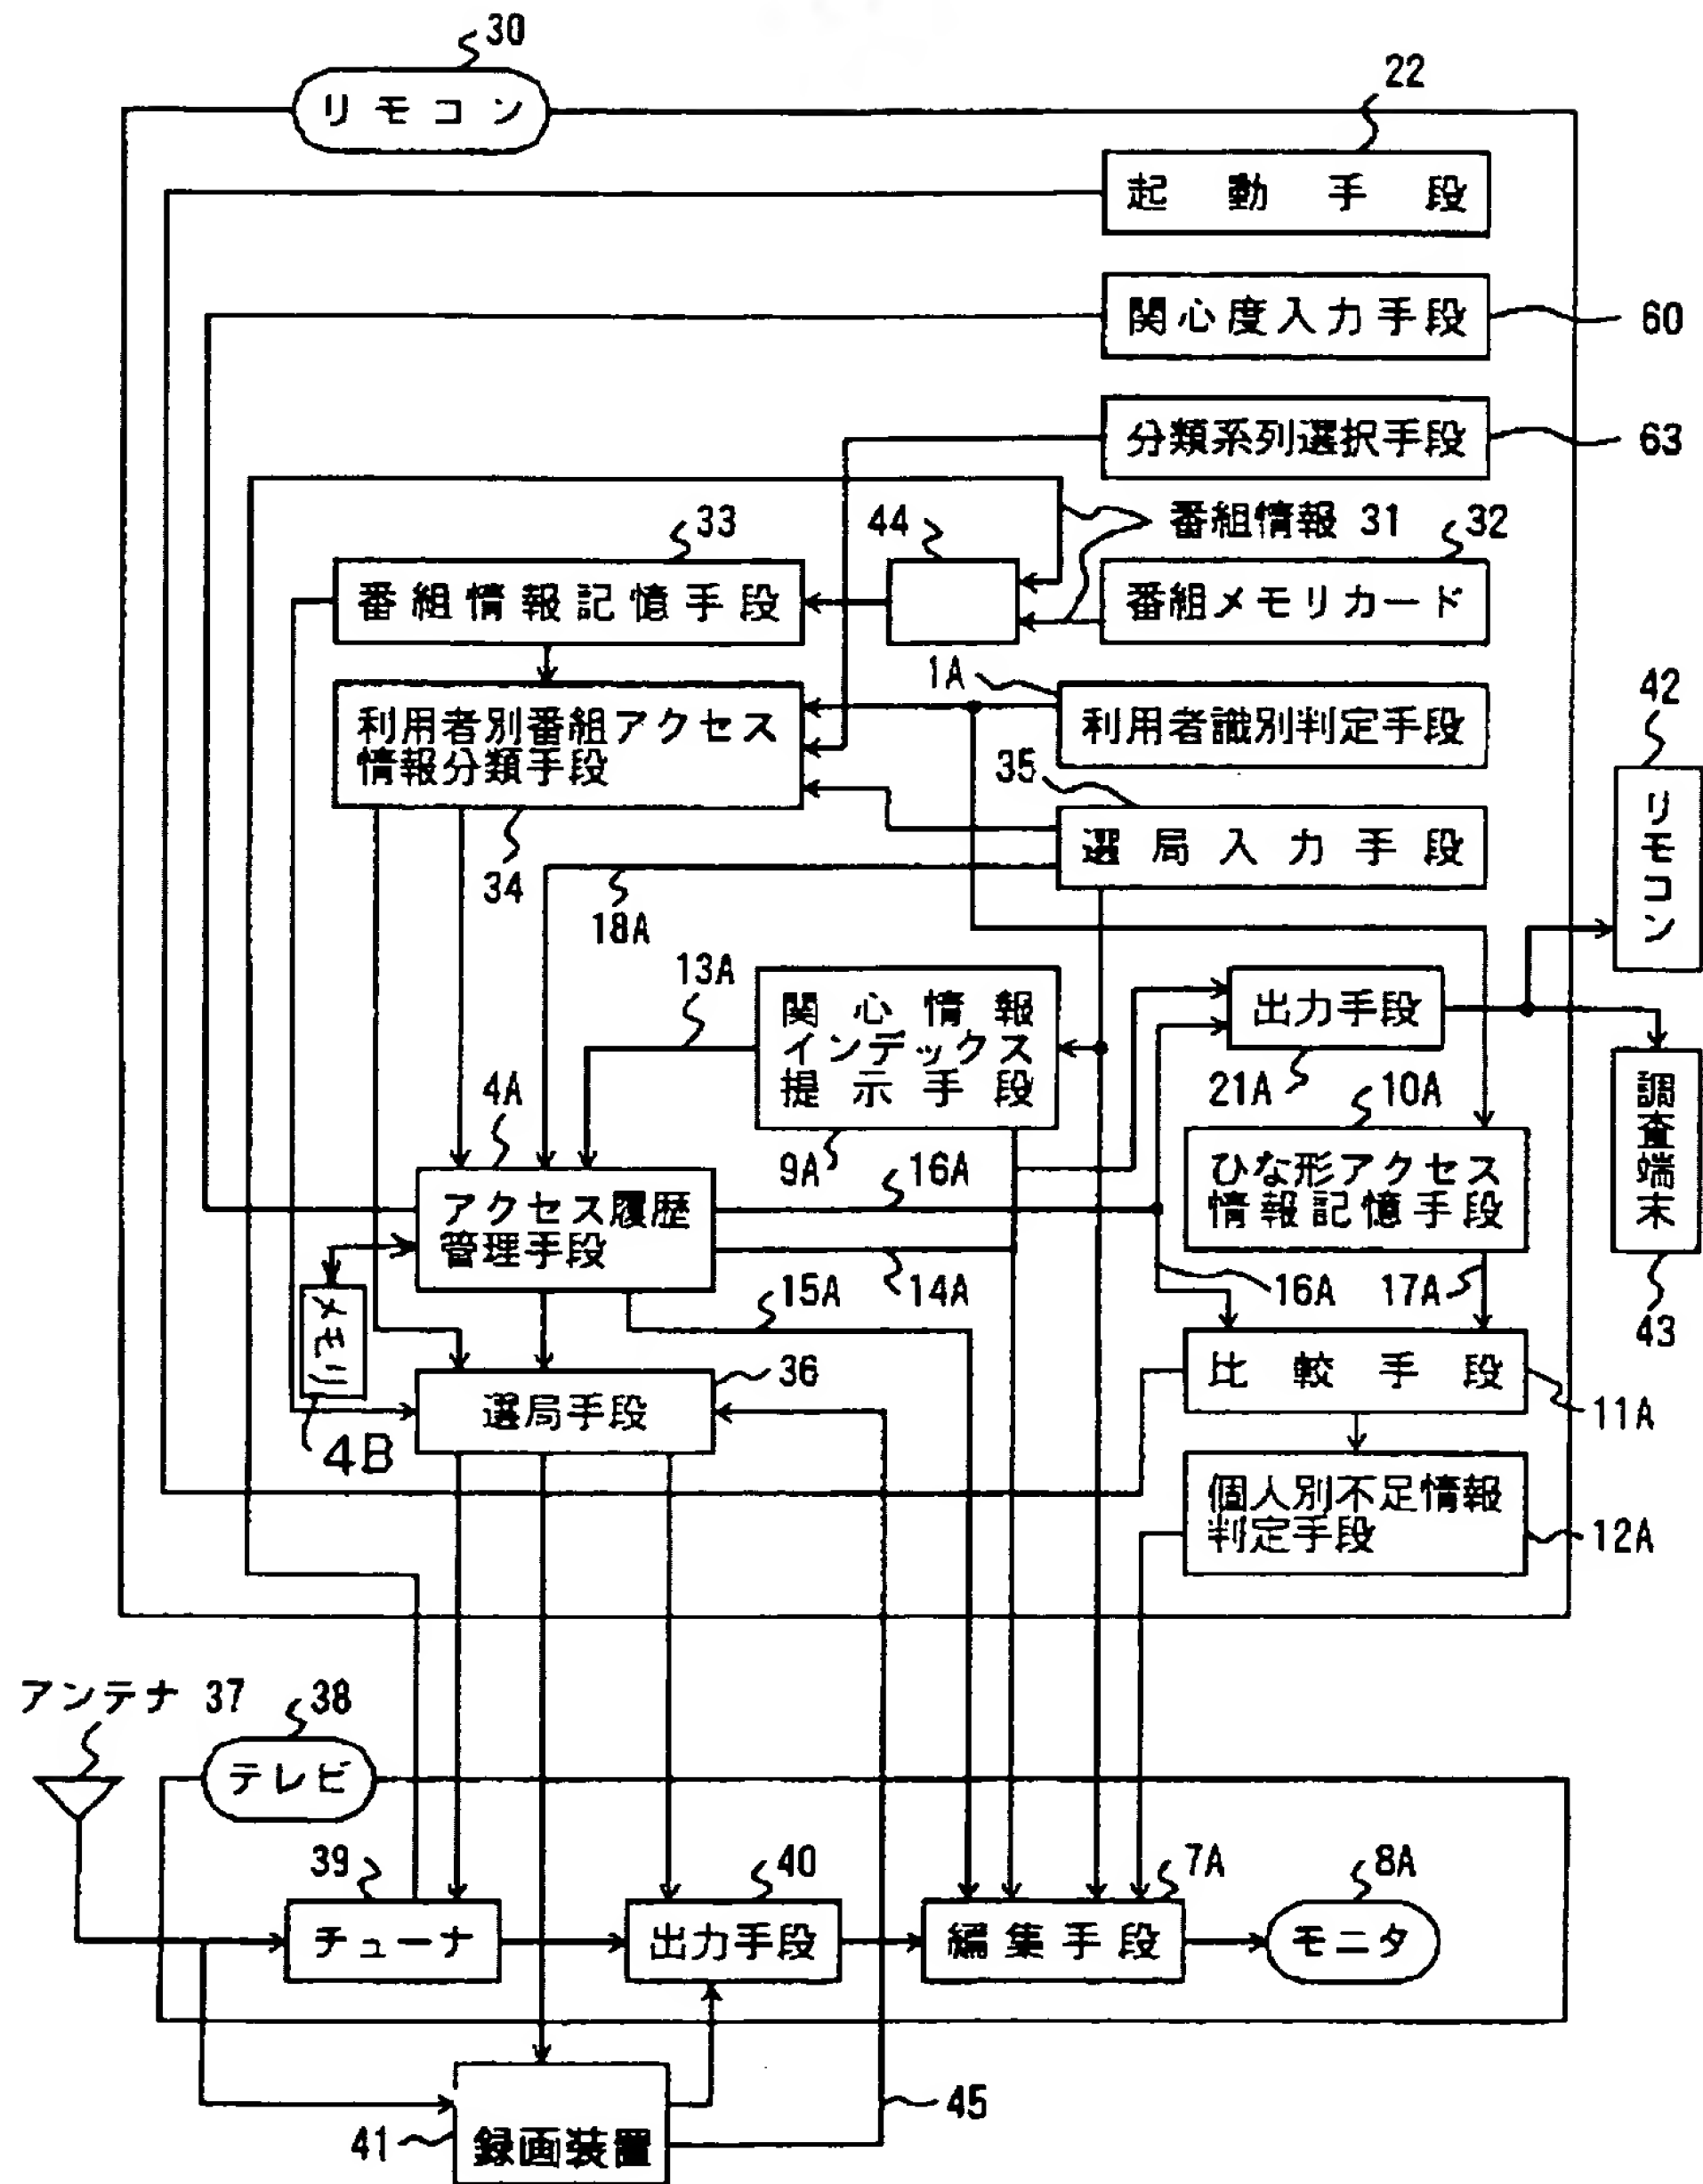 30
リモコン
22
起動手段
関心度入力手段
60
分類系列選択手段
63
33
44
番組情報 31
32
番組情報記憶手段
番組メモリカード
1A
42
利用者別番組アクセス
情報分類手段
利用者識別判定手段
35
リモコン
34
選局入力手段
18A
13A
関心情報
インデックス
提示手段
出力手段
4A
21A
10A
調査端末
9A
16A
アクセス履歴
管理手段
ひな形アクセス
情報記憶手段
15A
14A
16A
17A
43
メモリ
36
比較手段
選局手段
11A
4B
個人別不足情報
判定手段
12A
アンテナ 37
38
テレビ
39
40
7A
8A
チューナ
出力手段
編集手段
モニタ
45
41
録画装置